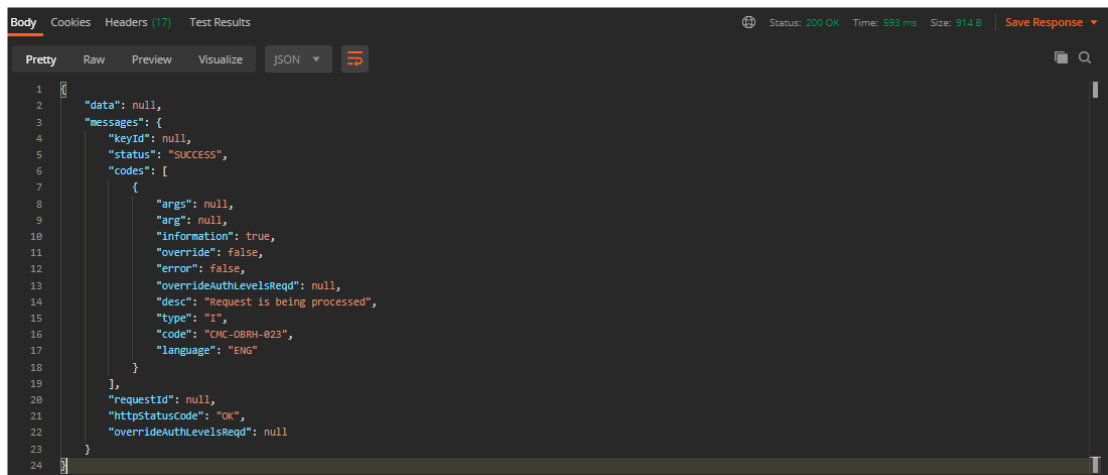 Body Cookies Headers (17) Test Results Status: 200 OK Time: 593 ms Size: 914 B Save Response
Pretty Raw Preview Visualize JSON
1 {
2 "data": null,
3 "messages": {
4 "keyId": null,
5 "status": "SUCCESS",
6 "codes": [
7 {
8 "args": null,
9 "arg": null,
10 "information": true,
11 "override": false,
12 "error": false,
13 "overrideAuthLevelsReqd": null,
14 "desc": "Request is being processed",
15 "type": "I",
16 "code": "CMC-OBRH-023",
17 "language": "ENG"
18 }
19 ],
20 "requestId": null,
21 "httpStatusCode": "OK",
22 "overrideAuthLevelsReqd": null
23 }
24 }